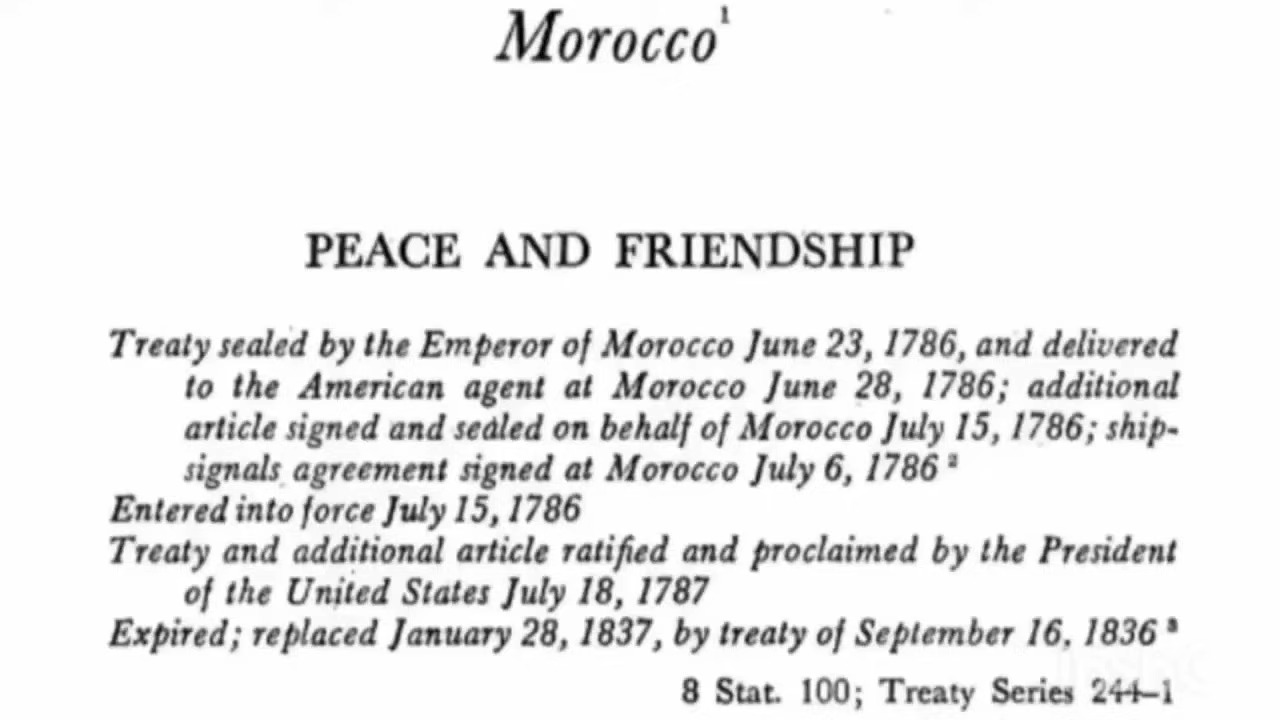 Morocco¹
PEACE AND FRIENDSHIP
Treaty sealed by the Emperor of Morocco June 23, 1786, and delivered
to the American agent at Morocco June 28, 1786; additional
article signed and sealed on behalf of Morocco July 15, 1786; ship-
signals agreement signed at Morocco July 6, 1786 ²
Entered into force July 15, 1786
Treaty and additional article ratified and proclaimed by the President
of the United States July 18, 1787
Expired; replaced January 28, 1837, by treaty of September 16, 1836 ³
8 Stat. 100; Treaty Series 244–1